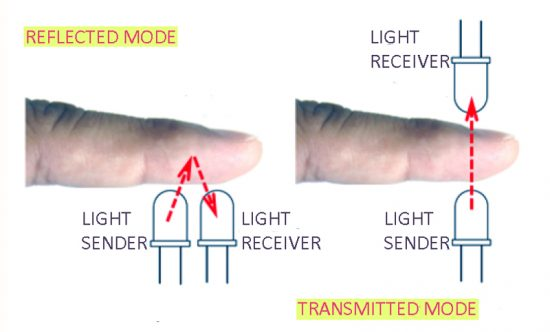 REFLECTED MODE
LIGHT
SENDER
LIGHT
RECEIVER
LIGHT
RECEIVER
LIGHT
SENDER
TRANSMITTED MODE